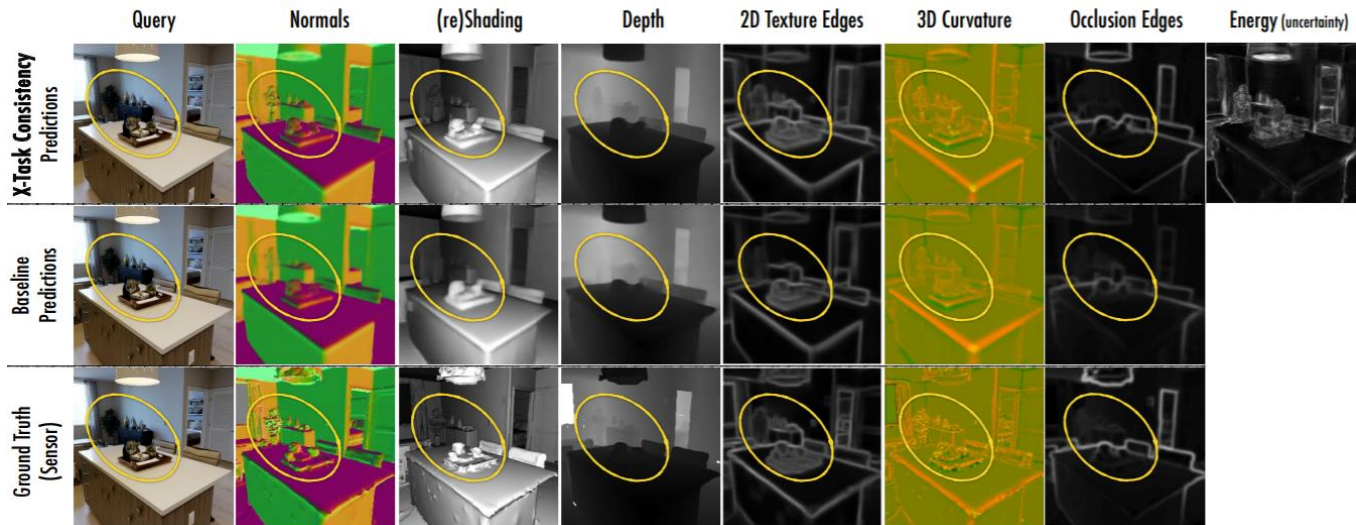 Query Normals (re)Shading Depth 2D Texture Edges 3D Curvature Occlusion Edges Energy (uncertainty)
X-Task Consistency
Predictions
Baseline
Predictions
Ground Truth
(Sensor)